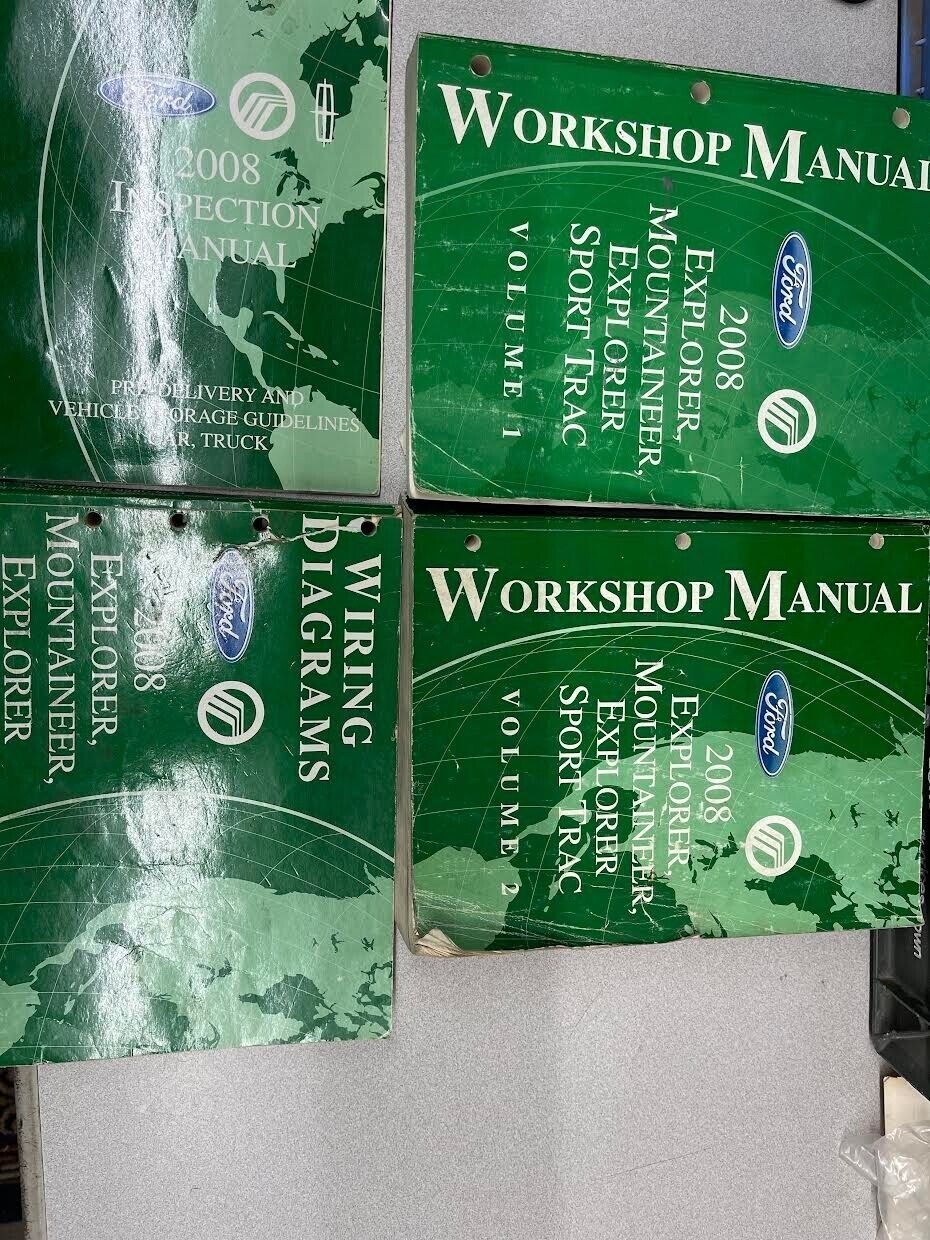 Ford
2008
INSPECTION
MANUAL
PRE-DELIVERY AND
VEHICLE STORAGE GUIDELINES
CAR, TRUCK
WORKSHOP MANUAL
Ford
2008
EXPLORER,
MOUNTAINEER,
EXPLORER
SPORT TRAC
VOLUME 1
WIRING
DIAGRAMS
Ford
2008
EXPLORER,
MOUNTAINEER,
EXPLORER
WORKSHOP MANUAL
Ford
2008
EXPLORER,
MOUNTAINEER,
EXPLORER
SPORT TRAC
VOLUME 2